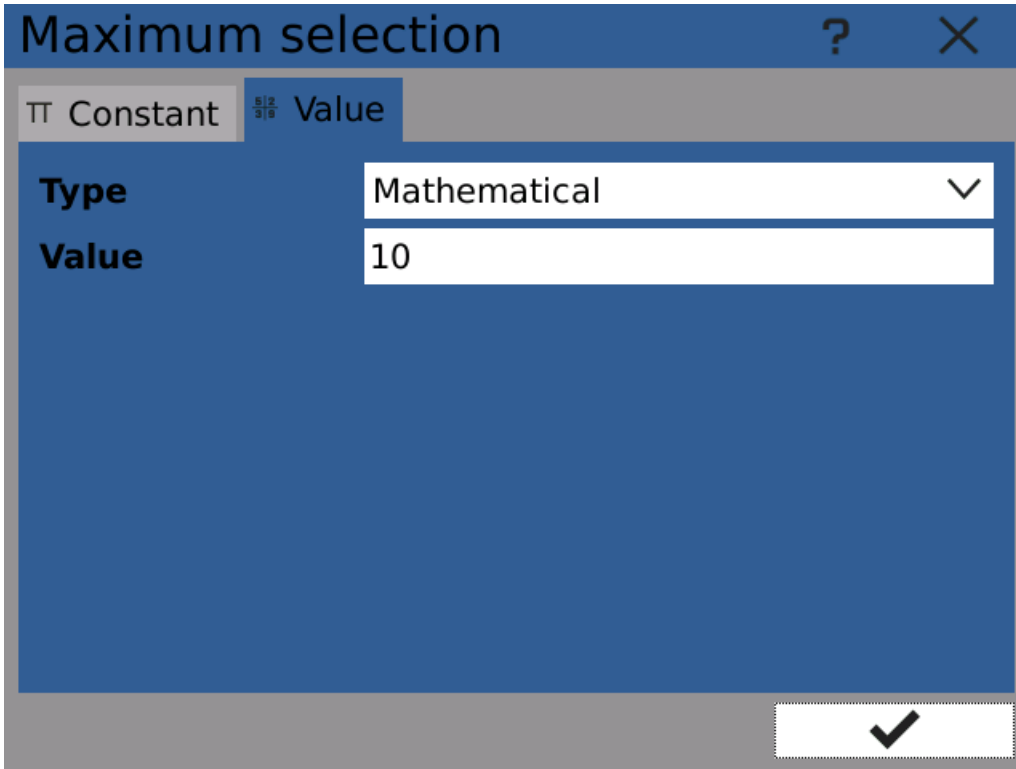 Maximum selection ?
π Constant Value
Type Mathematical
Value 10